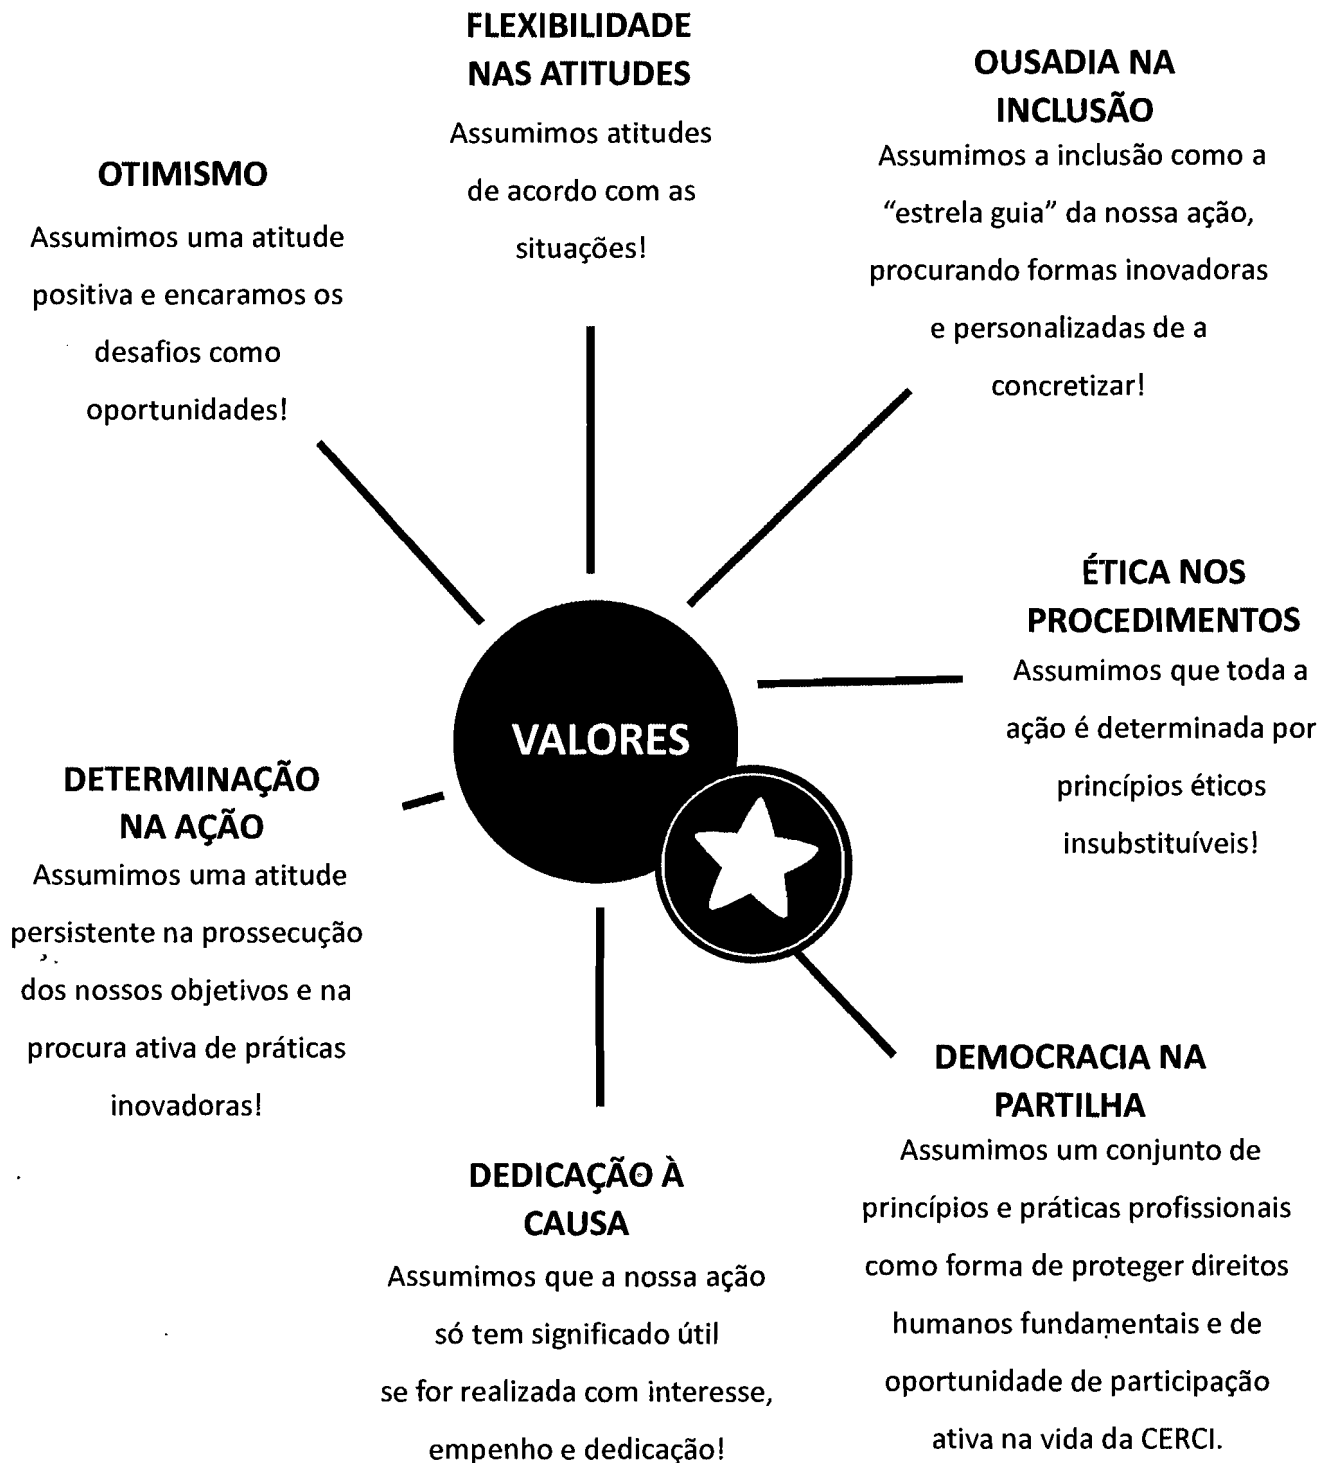 FLEXIBILIDADE
NAS ATITUDES
Assumimos atitudes
de acordo com as
situações!
OUSADIA NA
INCLUSÃO
Assumimos a inclusão como a
“estrela guia” da nossa ação,
procurando formas inovadoras
e personalizadas de a
concretizar!
OTIMISMO
Assumimos uma atitude
positiva e encaramos os
desafios como
oportunidades!
ÉTICA NOS
PROCEDIMENTOS
Assumimos que toda a
ação é determinada por
princípios éticos
insubstituíveis!
VALORES
DETERMINAÇÃO
NA AÇÃO
Assumimos uma atitude
persistente na prossecução
dos nossos objetivos e na
procura ativa de práticas
inovadoras!
DEMOCRACIA NA
PARTILHA
Assumimos um conjunto de
princípios e práticas profissionais
como forma de proteger direitos
humanos fundamentais e de
oportunidade de participação
ativa na vida da CERCI.
DEDICAÇÃO À
CAUSA
Assumimos que a nossa ação
só tem significado útil
se for realizada com interesse,
empenho e dedicação!